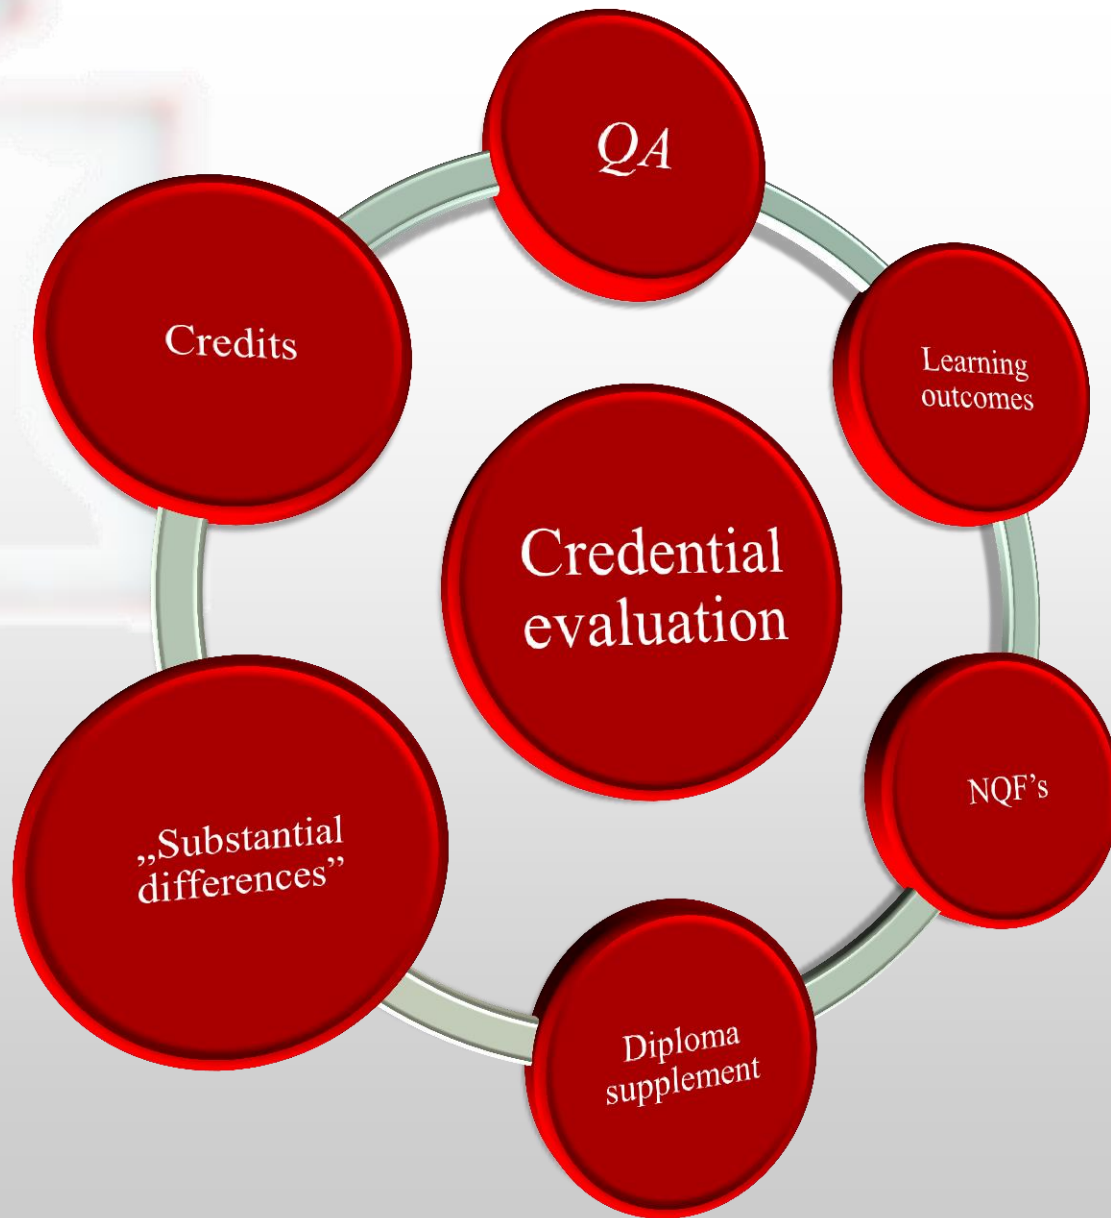 QA
Learning
outcomes
NQF’s
Diploma
supplement
„Substantial
differences”
Credits
Credential
evaluation